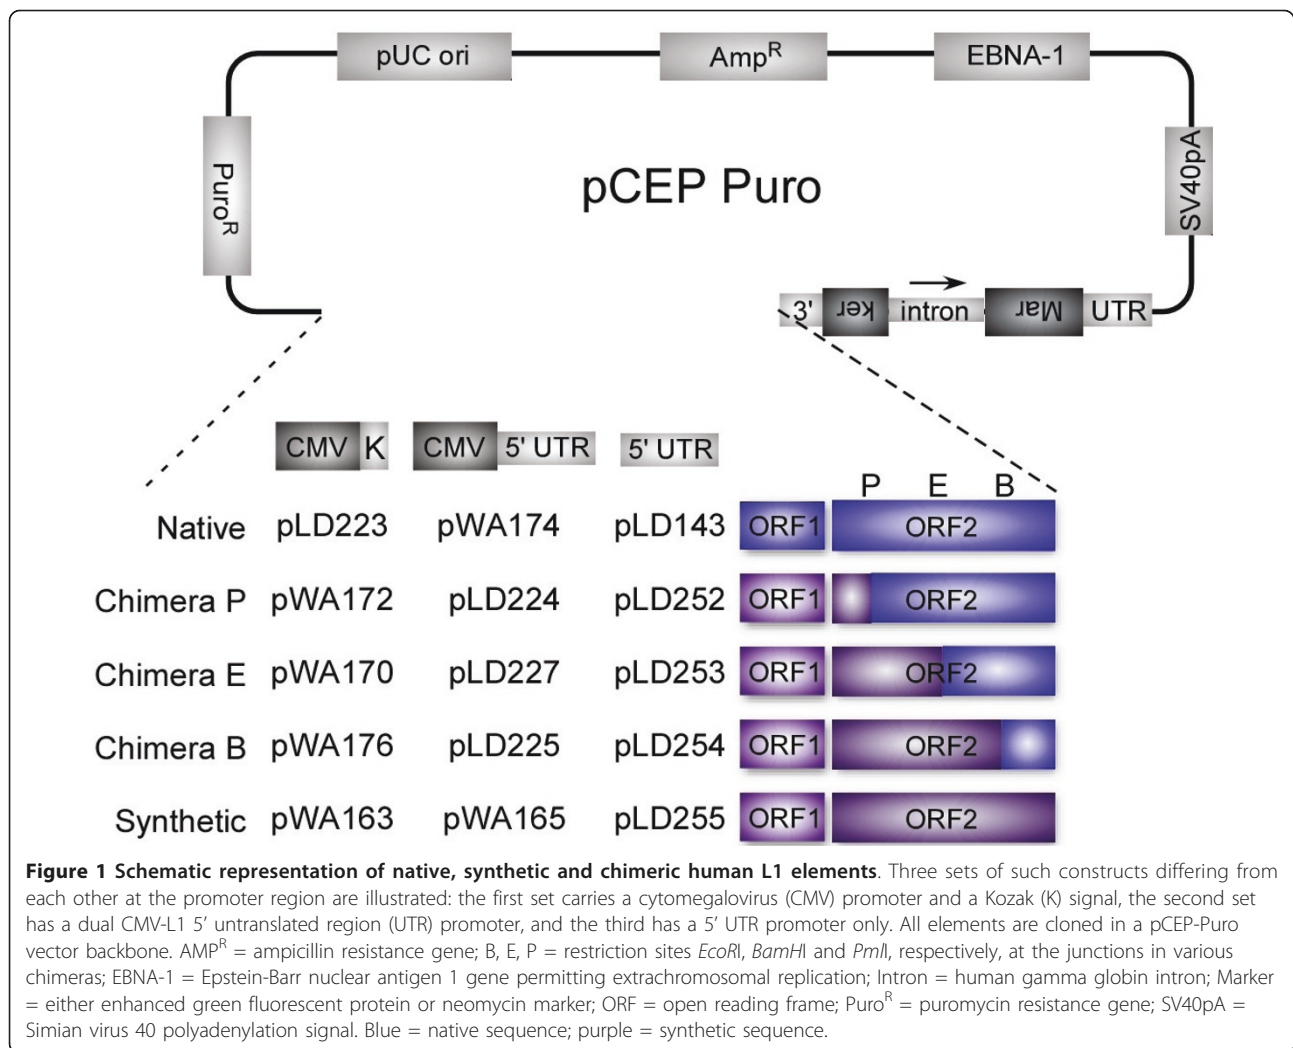 pUC ori
Amp^R
EBNA-1
Puro^R
pCEP Puro
SV40pA
3' ker intron Mar UTR
CMV K CMV 5' UTR 5' UTR
P E B
Native pLD223 pWA174 pLD143 ORF1 ORF2
Chimera P pWA172 pLD224 pLD252 ORF1 ORF2
Chimera E pWA170 pLD227 pLD253 ORF1 ORF2
Chimera B pWA176 pLD225 pLD254 ORF1 ORF2
Synthetic pWA163 pWA165 pLD255 ORF1 ORF2
Figure 1 Schematic representation of native, synthetic and chimeric human L1 elements. Three sets of such constructs differing from
each other at the promoter region are illustrated: the first set carries a cytomegalovirus (CMV) promoter and a Kozak (K) signal, the second set
has a dual CMV-L1 5' untranslated region (UTR) promoter, and the third has a 5' UTR promoter only. All elements are cloned in a pCEP-Puro
vector backbone. AMP^R = ampicillin resistance gene; B, E, P = restriction sites EcoRI, BamHI and PmlI, respectively, at the junctions in various
chimeras; EBNA-1 = Epstein-Barr nuclear antigen 1 gene permitting extrachromosomal replication; Intron = human gamma globin intron; Marker
= either enhanced green fluorescent protein or neomycin marker; ORF = open reading frame; Puro^R = puromycin resistance gene; SV40pA =
Simian virus 40 polyadenylation signal. Blue = native sequence; purple = synthetic sequence.